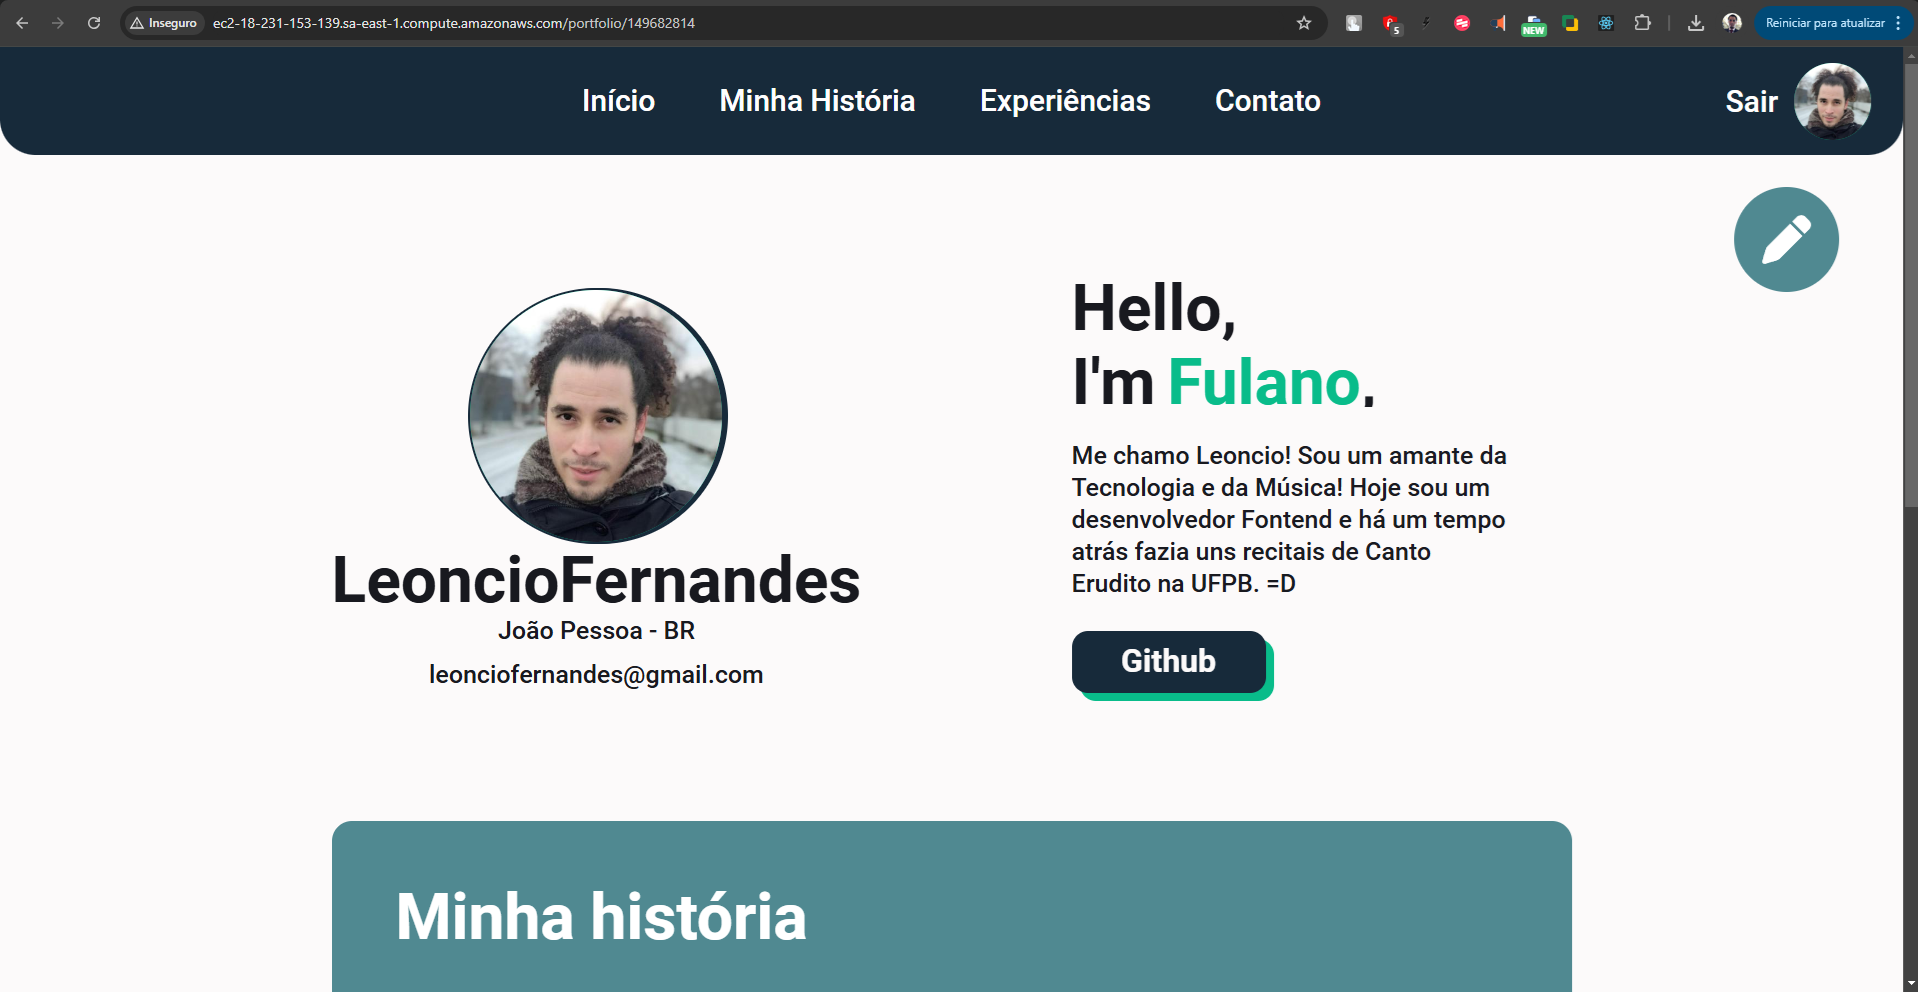 Inseguro
ec2-18-231-153-139.sa-east-1.compute.amazonaws.com/portfolio/149682814
5
NEW
Reiniciar para atualizar
Início
Minha História
Experiências
Contato
Sair
LeoncioFernandes
João Pessoa - BR
leonciofernandes@gmail.com
Hello,
I'm Fulano,
Me chamo Leoncio! Sou um amante da
Tecnologia e da Música! Hoje sou um
desenvolvedor Fontend e há um tempo
atrás fazia uns recitais de Canto
Erudito na UFPB. =D
Github
Minha história